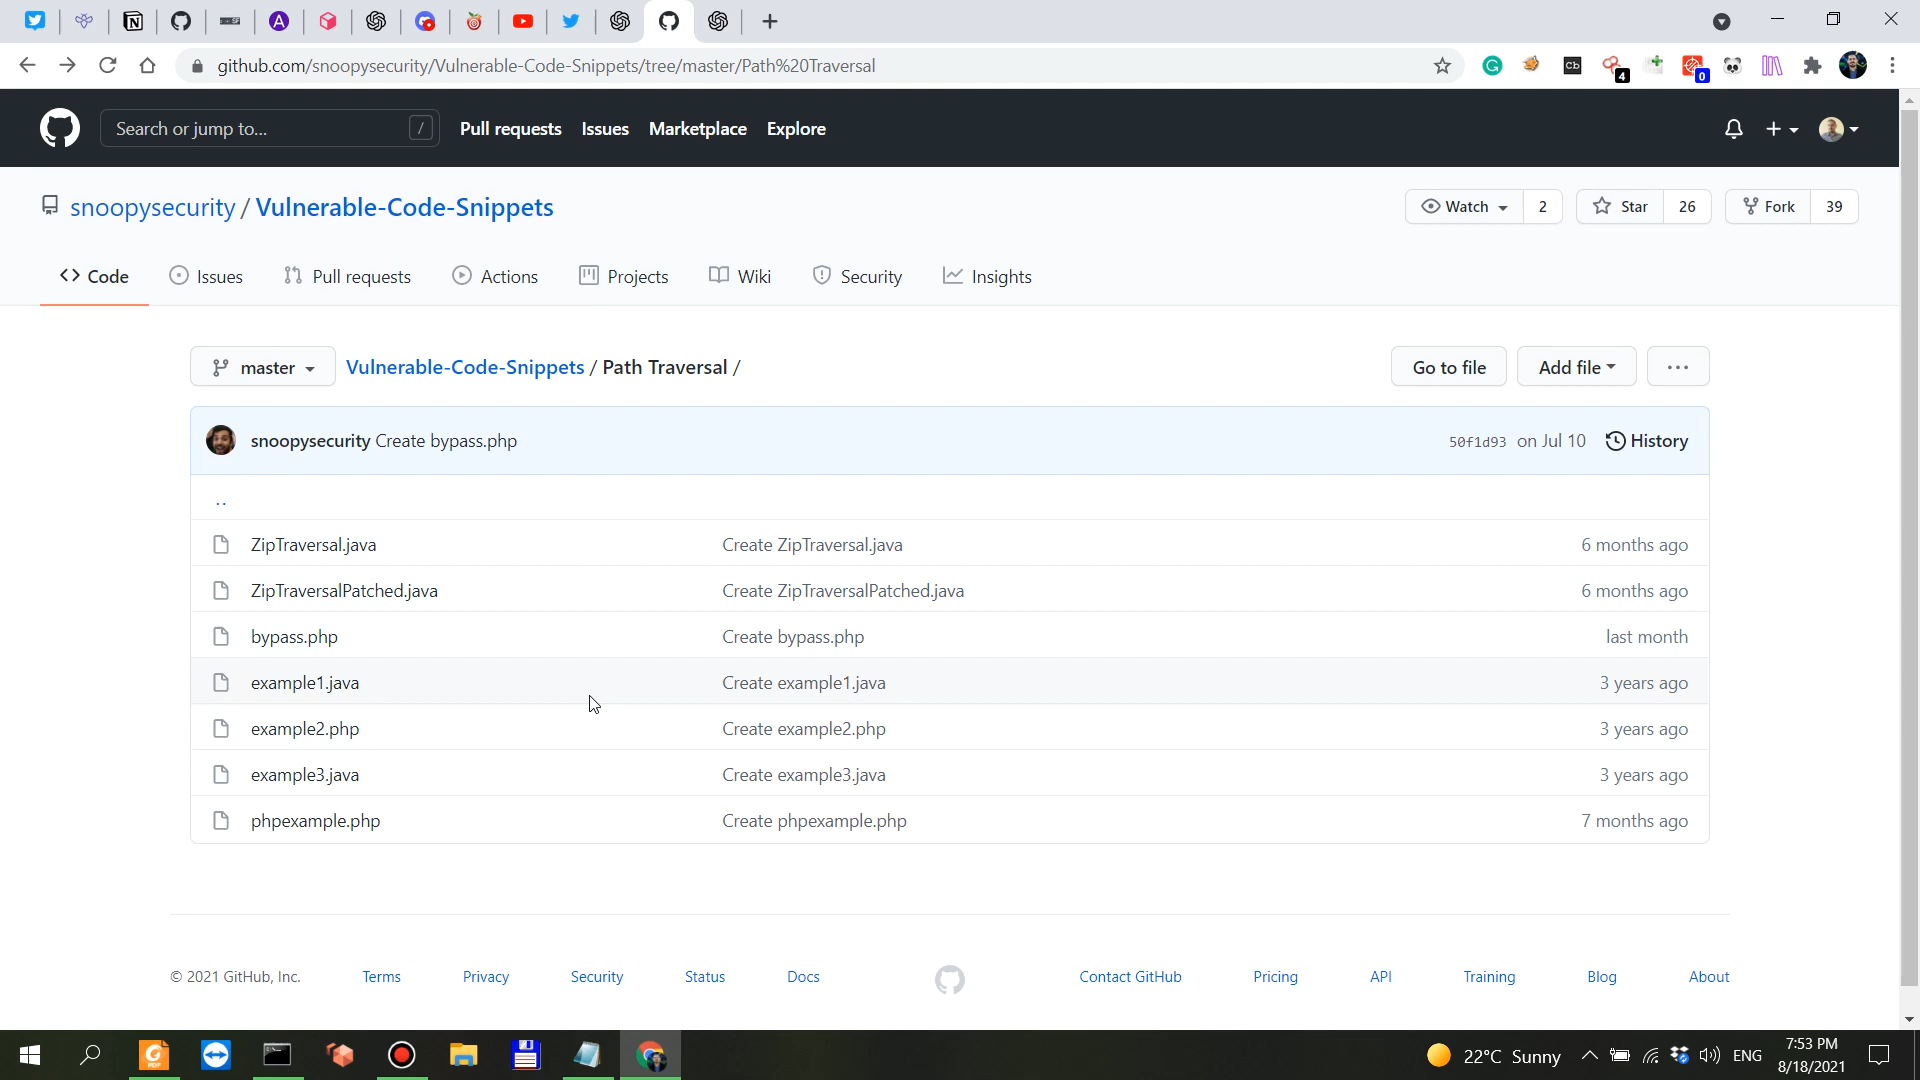 github.com/snoopysecurity/Vulnerable-Code-Snippets/tree/master/Path%20Traversal
4
0
Search or jump to...
/
Pull requests
Issues
Marketplace
Explore
snoopysecurity / Vulnerable-Code-Snippets
Watch 2
Star 26
Fork 39
Code
Issues
Pull requests
Actions
Projects
Wiki
Security
Insights
master
Vulnerable-Code-Snippets / Path Traversal /
Go to file
Add file
...
snoopysecurity Create bypass.php
50f1d93 on Jul 10
History
..
ZipTraversal.java Create ZipTraversal.java 6 months ago
ZipTraversalPatched.java Create ZipTraversalPatched.java 6 months ago
bypass.php Create bypass.php last month
example1.java Create example1.java 3 years ago
example2.php Create example2.php 3 years ago
example3.java Create example3.java 3 years ago
phpexample.php Create phpexample.php 7 months ago
© 2021 GitHub, Inc.
Terms
Privacy
Security
Status
Docs
Contact GitHub
Pricing
API
Training
Blog
About
22°C Sunny
ENG
7:53 PM
8/18/2021